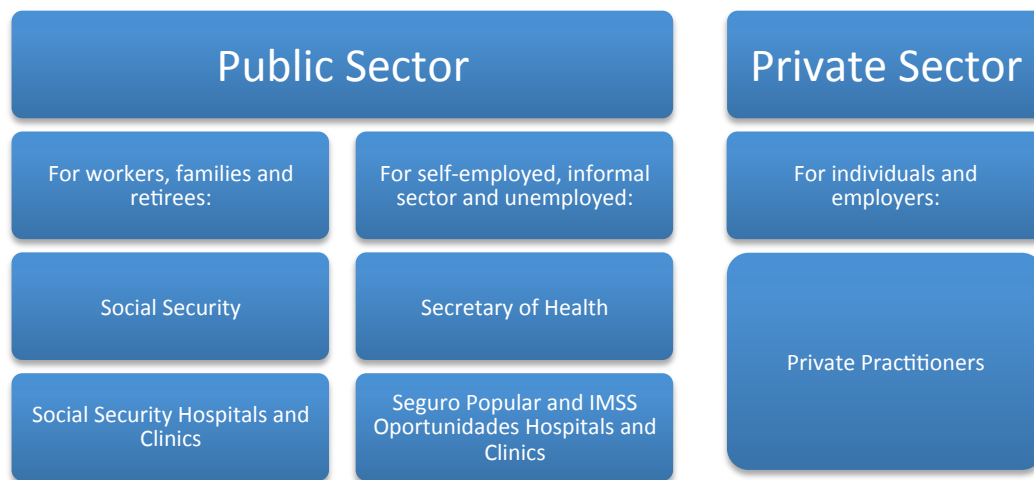 Public Sector
Private Sector
For workers, families and
retirees:
For self-employed, informal
sector and unemployed:
For individuals and
employers:
Social Security
Secretary of Health
Private Practitioners
Social Security Hospitals and
Clinics
Seguro Popular and IMSS
Oportunidades Hospitals and
Clinics